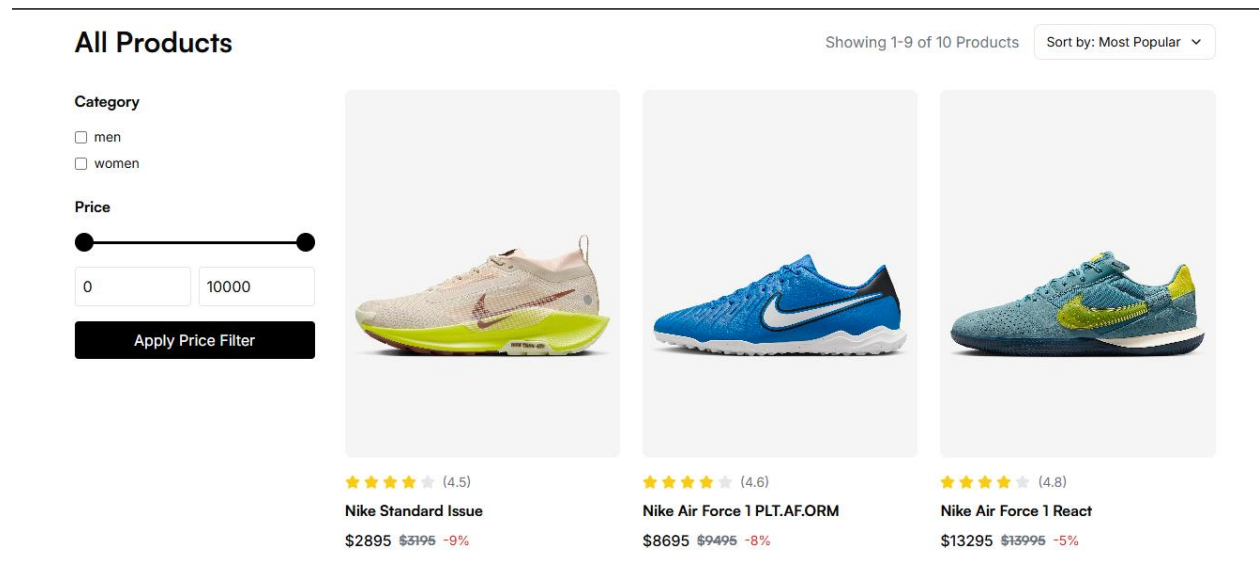 All Products
Showing 1-9 of 10 Products
Sort by: Most Popular
Category
men
women
Price
0
10000
Apply Price Filter
(4.5)
Nike Standard Issue
$2895 $3195 -9%
(4.6)
Nike Air Force 1 PLT.AF.ORM
$8695 $9495 -8%
(4.8)
Nike Air Force 1 React
$13295 $13995 -5%